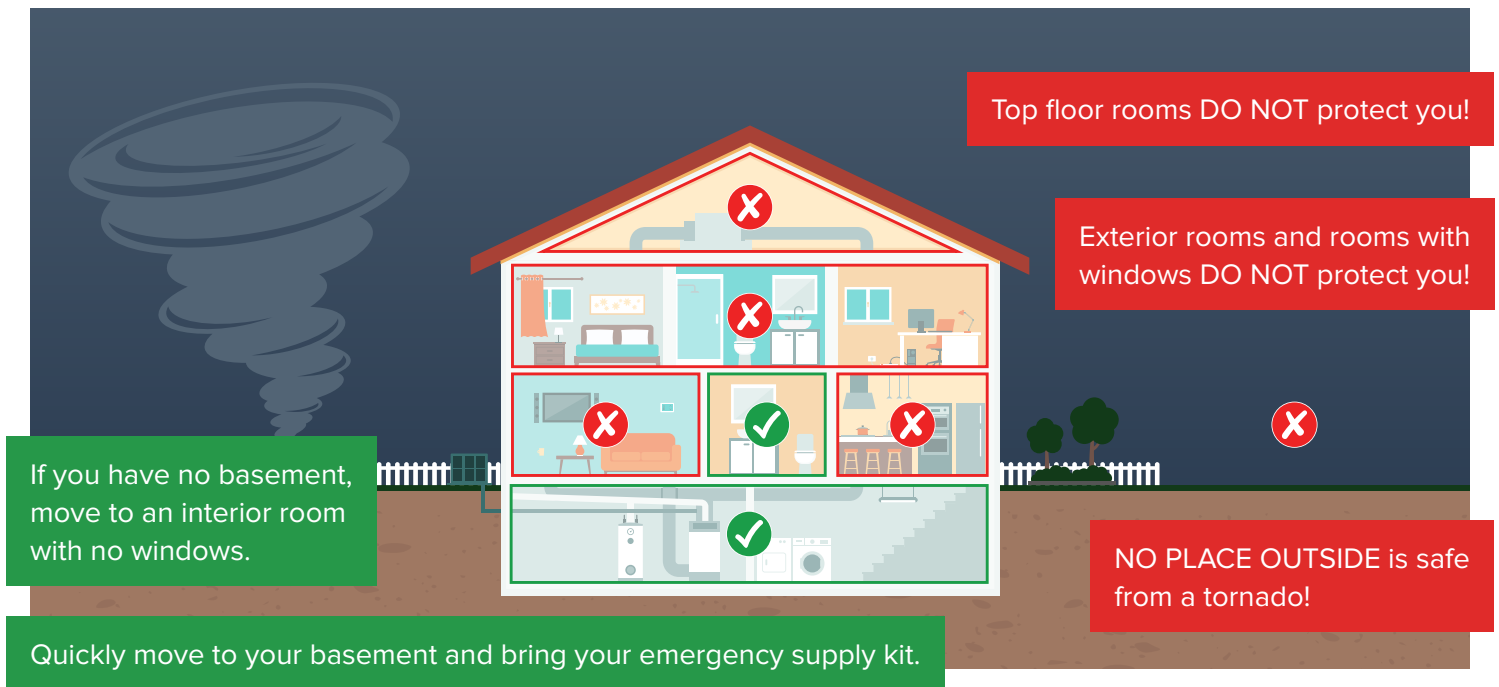 Top floor rooms DO NOT protect you!
Exterior rooms and rooms with
windows DO NOT protect you!
If you have no basement,
move to an interior room
with no windows.
NO PLACE OUTSIDE is safe
from a tornado!
Quickly move to your basement and bring your emergency supply kit.